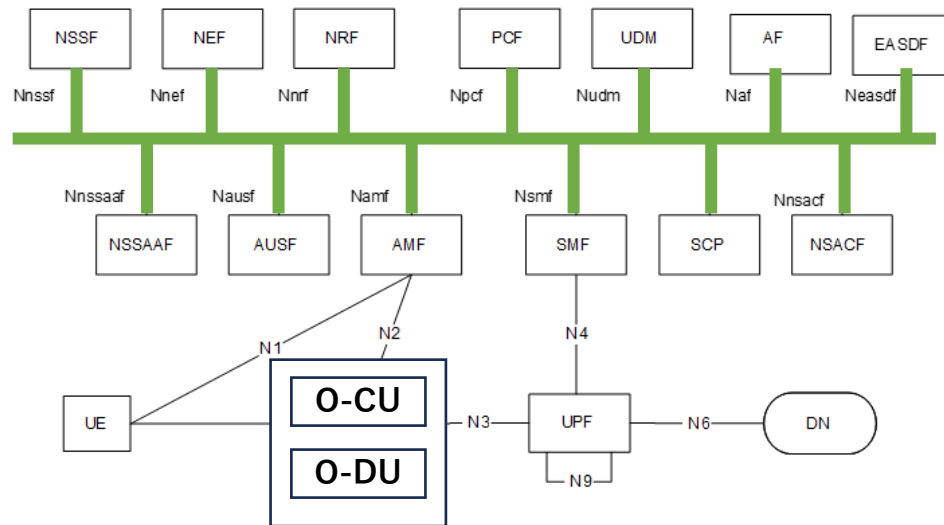 NSSF
NEF
NRF
PCF
UDM
AF
EASDF
Nnssf
Nnef
Nnrf
Npcf
Nudm
Naf
Neasdf
Nnssaaf
Nausf
Namf
Nsmf
Nnsacf
NSSAAF
AUSF
AMF
SMF
SCP
NSACF
N1
N2
N4
O-CU
UE
N3
UPF
N6
DN
O-DU
N9